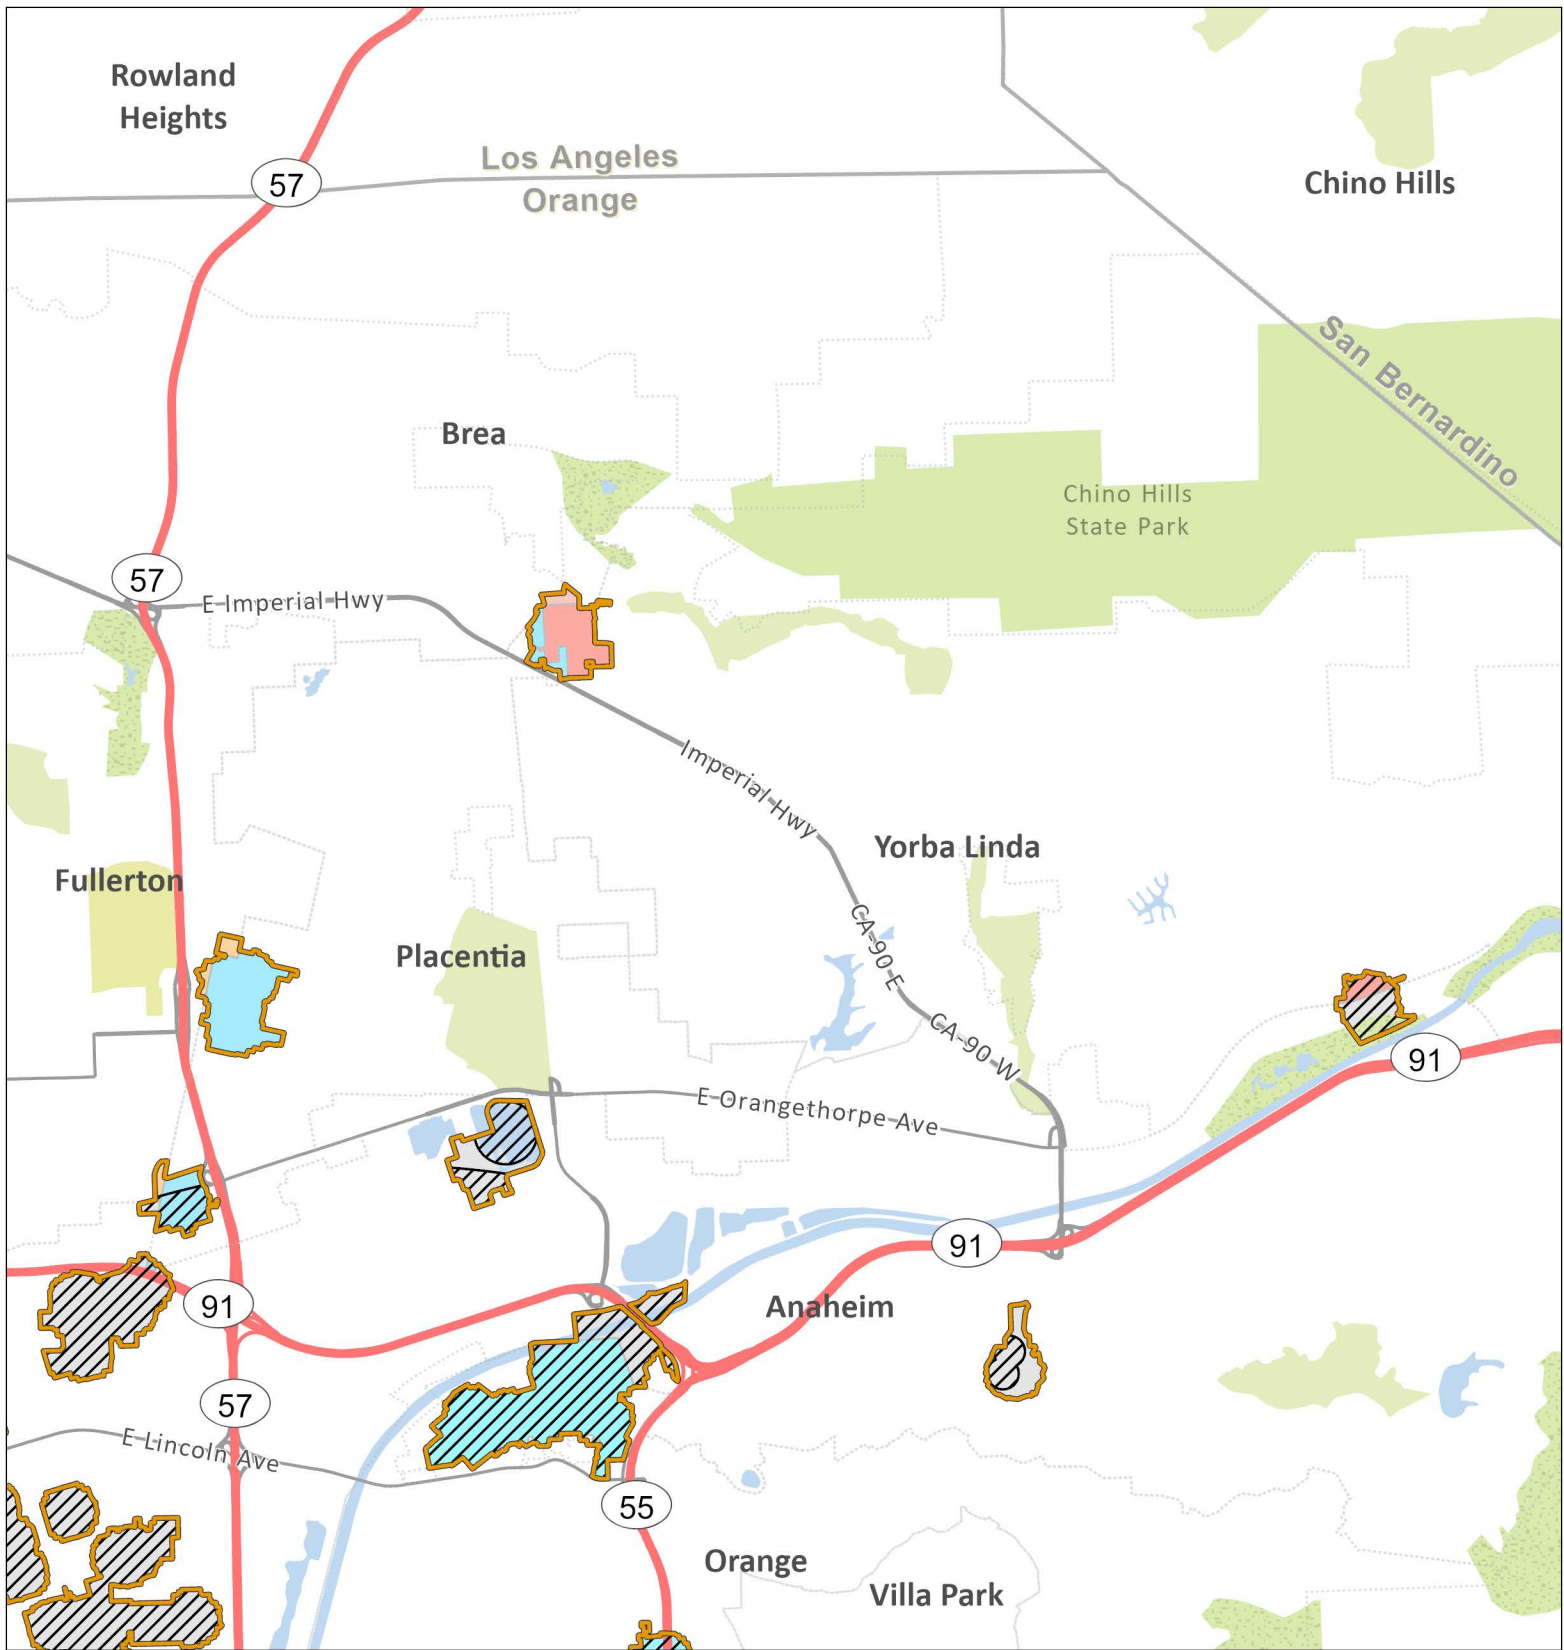 Rowland
Heights
57
Los Angeles
Orange
Chino Hills
San Bernardino
Brea
Chino Hills
State Park
57
E Imperial Hwy
Imperial Hwy
Yorba Linda
Fullerton
CA-90 E
Placentia
CA-90 W
91
E Orangethorpe Ave
91
91
Anaheim
57
E Lincoln Ave
55
Orange
Villa Park